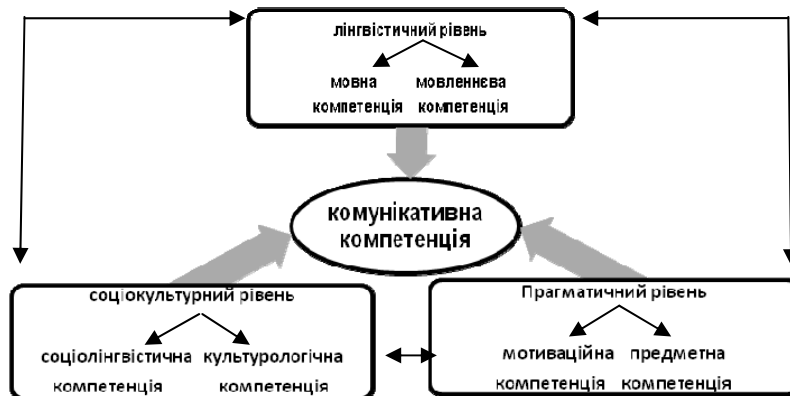 лінгвістичний рівень
мовна мовленнєва
компетенція компетенція
комунікативна
компетенція
соціокультурний рівень
соціолінгвістична культурологічна
компетенція компетенція
Прагматичний рівень
мотиваційна предметна
компетенція компетенція